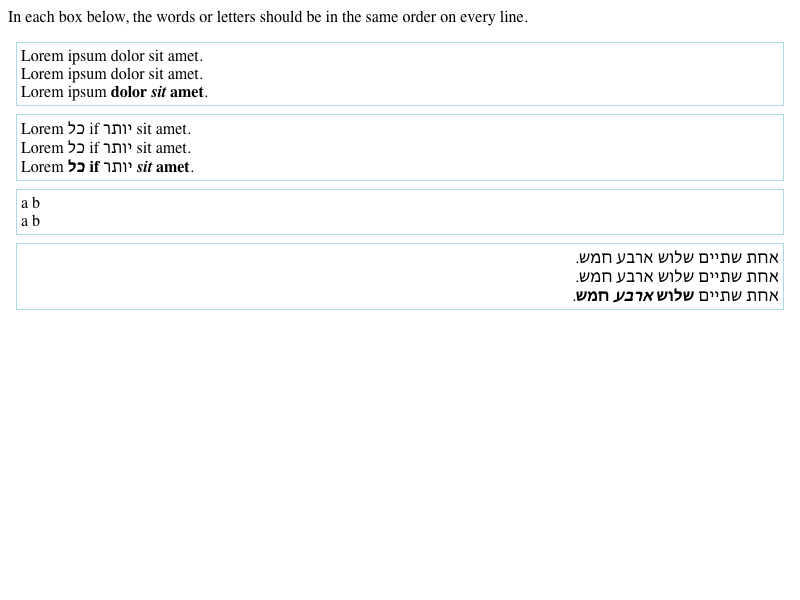 In each box below, the words or letters should be in the same order on every line.
Lorem ipsum dolor sit amet.
Lorem ipsum dolor sit amet.
Lorem ipsum dolor sit amet.
Lorem כל if יותר sit amet.
Lorem כל if יותר sit amet.
Lorem כל if יותר sit amet.
a b
a b
אחת שתיים שלוש ארבע חמש.
אחת שתיים שלוש ארבע חמש.
אחת שתיים שלוש ארבע חמש.